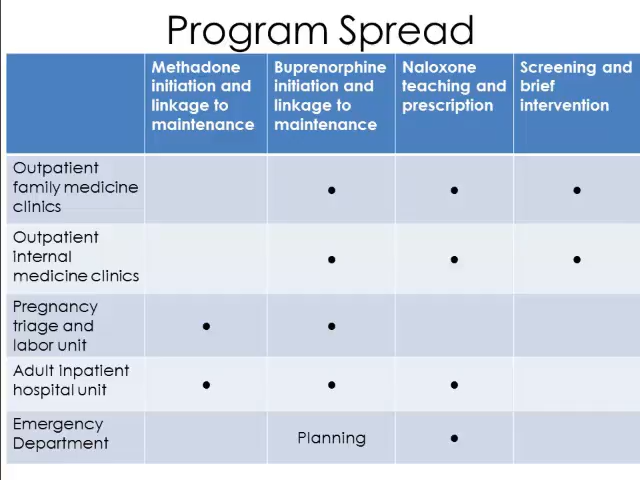 Program Spread
Methadone
initiation and
linkage to
maintenance
Buprenorphine
initiation and
linkage to
maintenance
Naloxone
teaching and
prescription
Screening and
brief
intervention
Outpatient
family medicine
clinics
•
•
•
Outpatient
internal
medicine clinics
•
•
•
Pregnancy
triage and
labor unit
•
•
Adult inpatient
hospital unit
•
•
•
Emergency
Department
Planning
•